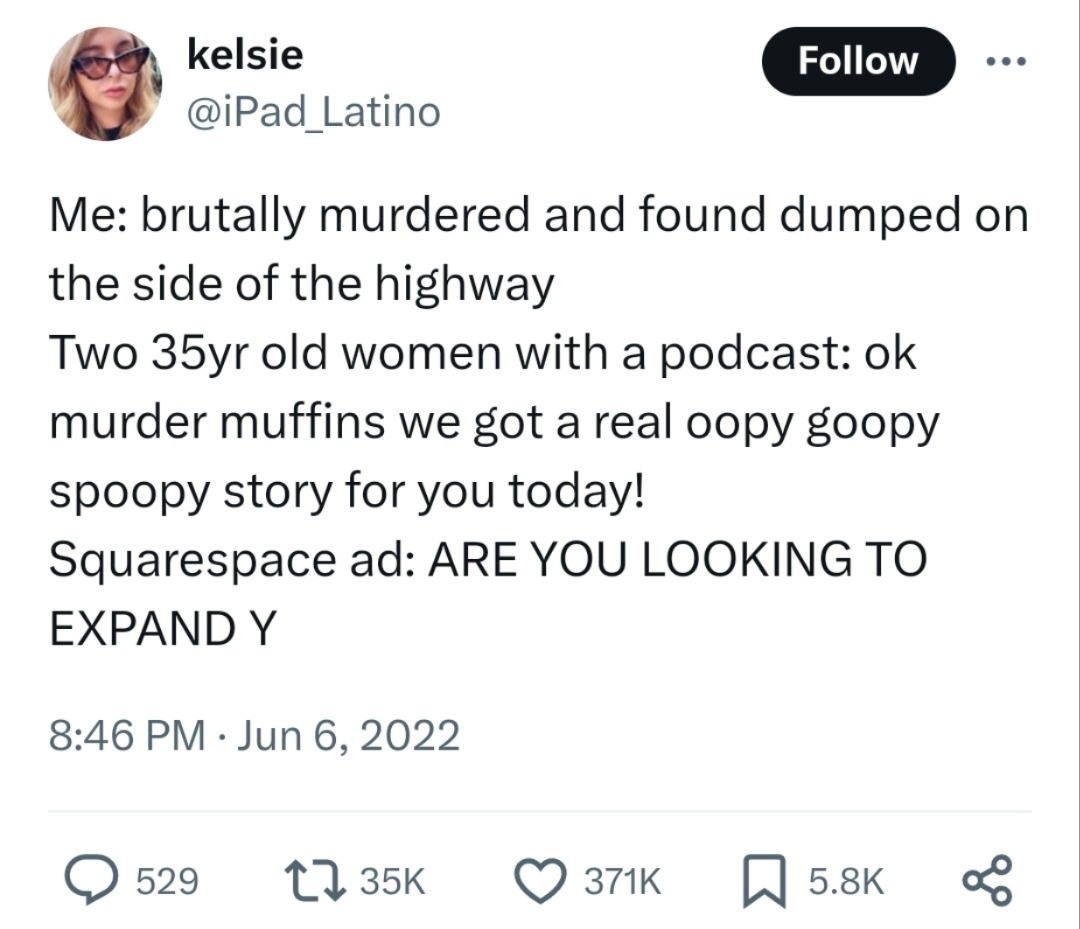 kelsie
@iPad_Latino
Follow
Me: brutally murdered and found dumped on
the side of the highway
Two 35yr old women with a podcast: ok
murder muffins we got a real oopy goopy
spoopy story for you today!
Squarespace ad: ARE YOU LOOKING TO
EXPAND Y
8:46 PM · Jun 6, 2022
529 35K 371K 5.8K